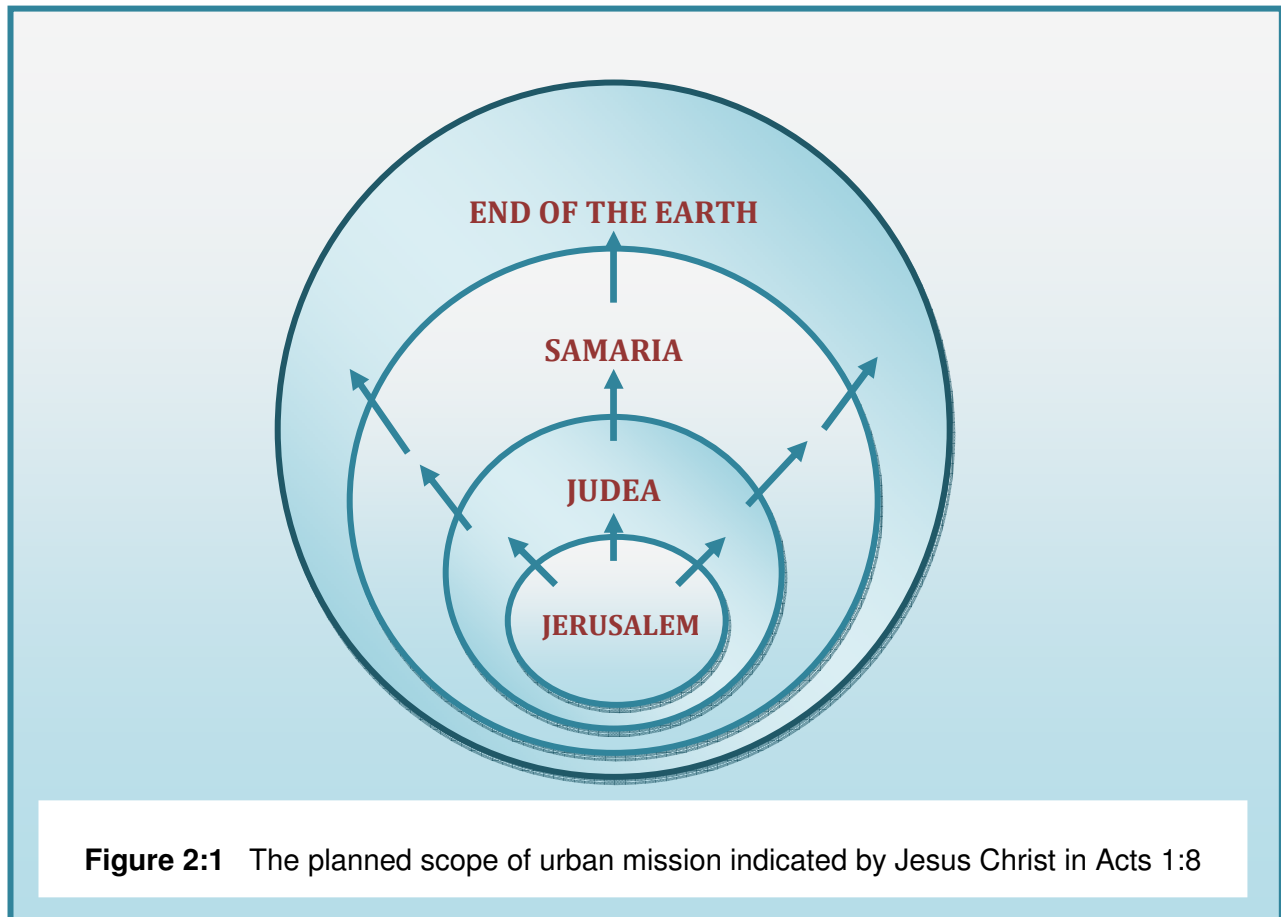 END OF THE EARTH
SAMARIA
JUDEA
JERUSALEM
Figure 2:1 The planned scope of urban mission indicated by Jesus Christ in Acts 1:8